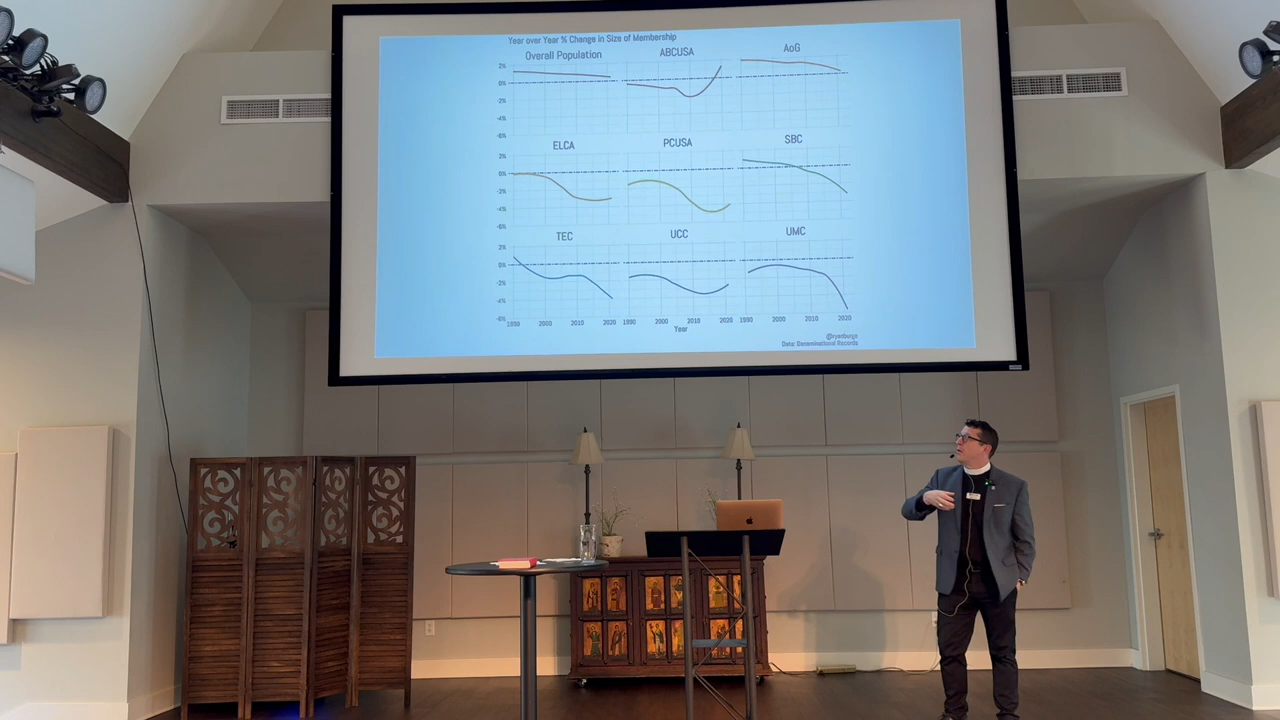 Year over Year % Change in Size of Membership
Overall Population
ABCUSA
AoG
2%
0%
-2%
-4%
-6%
ELCA
PCUSA
SBC
2%
0%
-2%
-4%
-6%
TEC
UCC
UMC
2%
0%
-2%
-4%
-6%
1990 2000 2010 2020 1990 2000 2010 2020 1990 2000 2010 2020
Year
@ryanburge
Data: Denominational Records